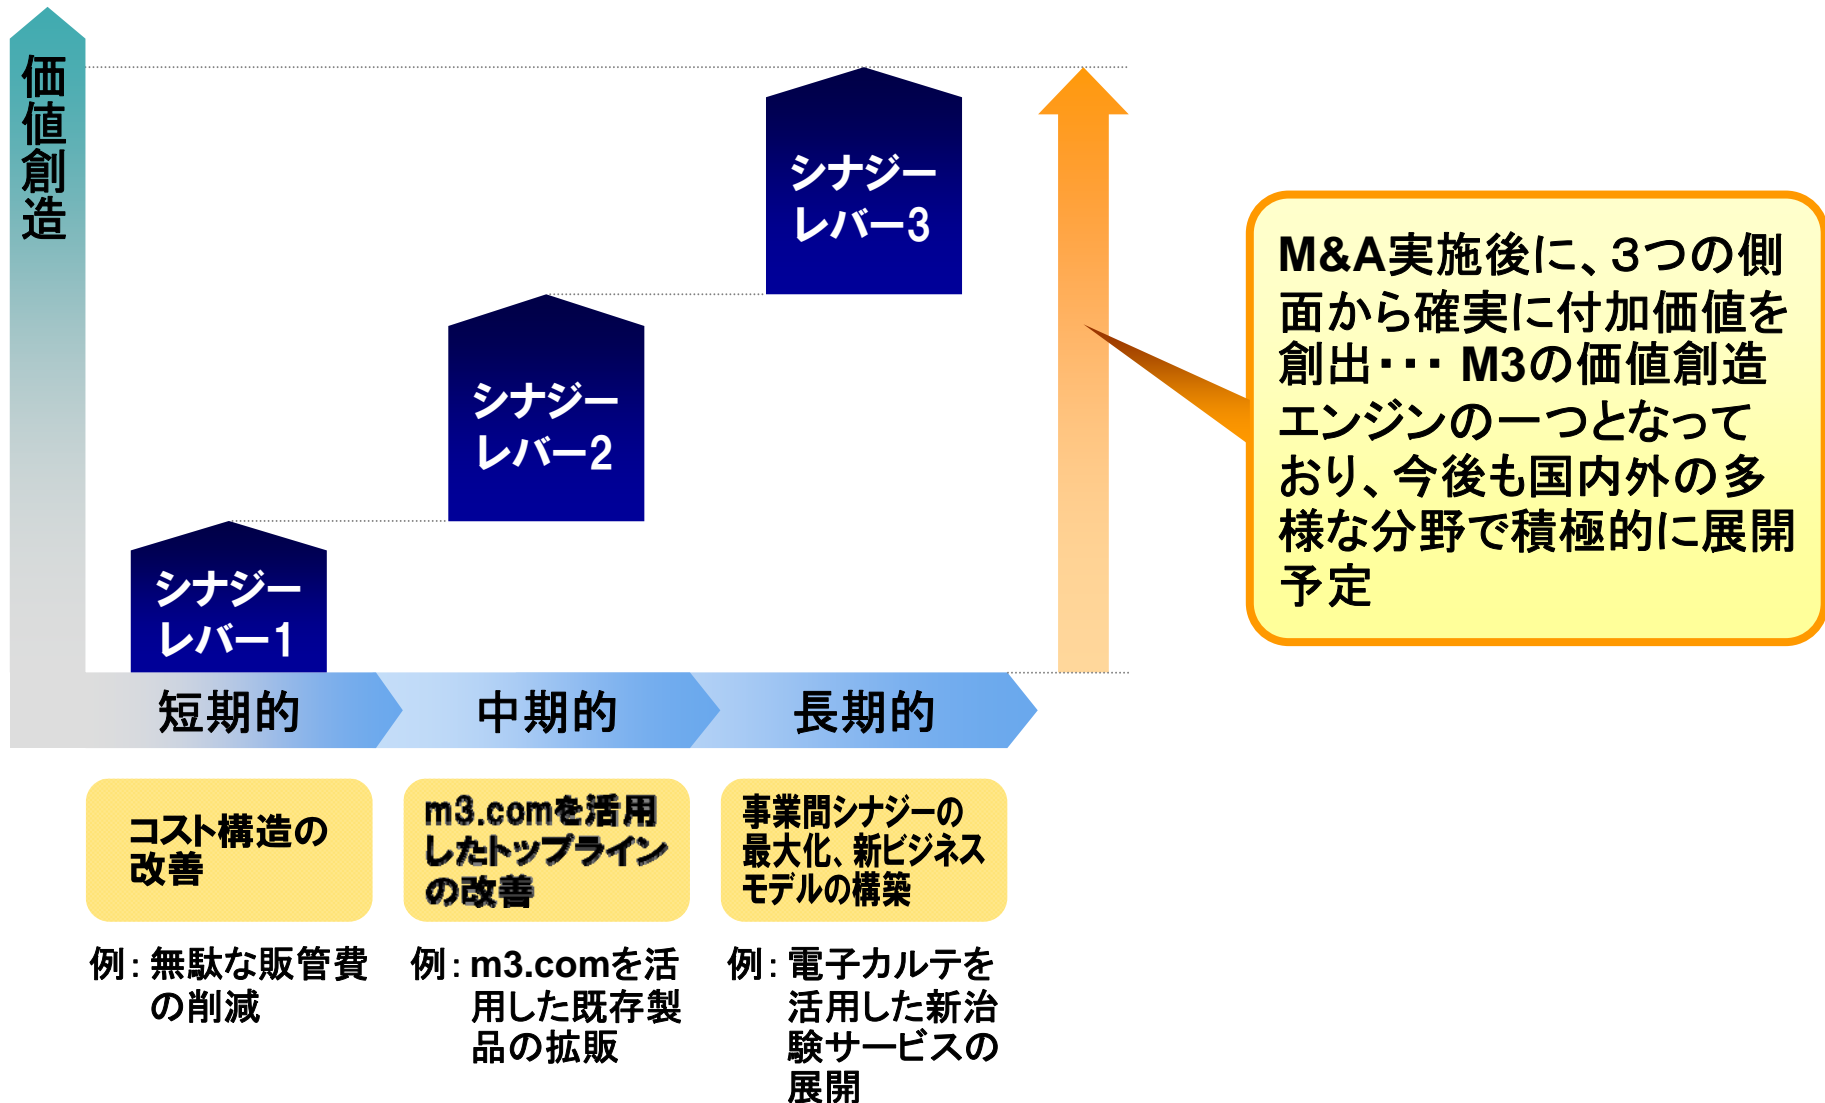 価値創造
シナジー
レバー1
シナジー
レバー2
シナジー
レバー3
M&A実施後に、３つの側
面から確実に付加価値を
創出・・・ M3の価値創造
エンジンの一つとなって
おり、今後も国内外の多
様な分野で積極的に展開
予定
短期的
中期的
長期的
コスト構造の
改善
m3.comを活用
したトップライン
の改善
事業間シナジーの
最大化、新ビジネス
モデルの構築
例：無駄な販管費
の削減
例：m3.comを活
用した既存製
品の拡販
例：電子カルテを
活用した新治
験サービスの
展開